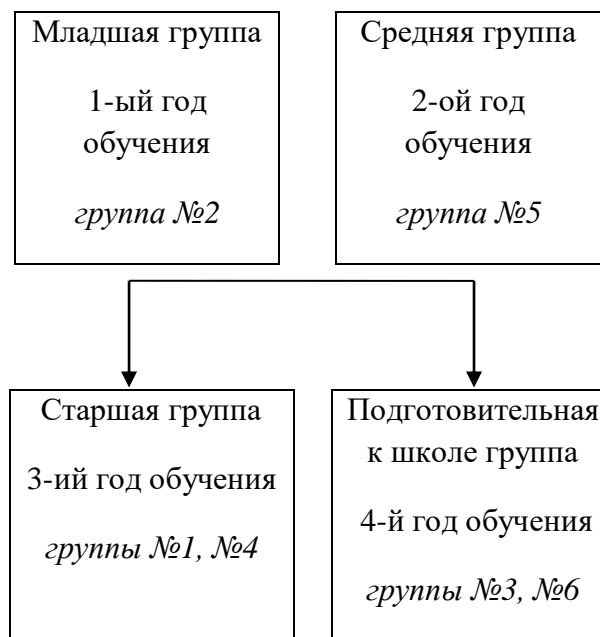 Младшая группа
1-ый год
обучения
группа №2
Средняя группа
2-ой год
обучения
группа №5
Старшая группа
3-ий год обучения
группы №1, №4
Подготовительная
к школе группа
4-й год обучения
группы №3, №6